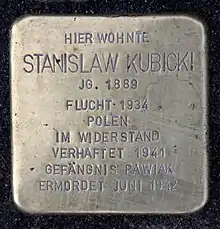 HIER WOHNTE
STANISLAW KUBICKI
JG. 1889
FLUCHT 1934
POLEN
IM WIDERSTAND
VERHAFTET 1941
GEFÄNGNIS PAWIAK
ERMORDET JUNI 1942